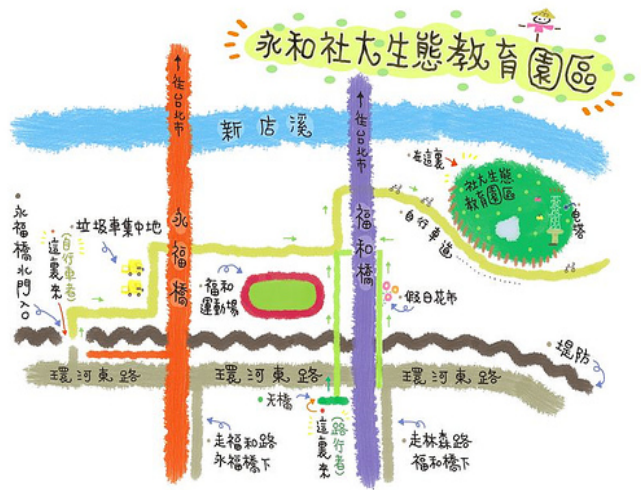 永和社大生態教育園區
往台北市
往台北市
新店溪
在這裏
社大生態
教育園區
電塔
永福橋
福和橋
自行車道
垃圾車集中地
永福橋水門入口
這裏來
(自行車者)
福和
運動場
假日花市
堤防
環河東路
環河東路
環河東路
天橋
這裏來
(路行者)
走福和路
永福橋下
走林森路
福和橋下